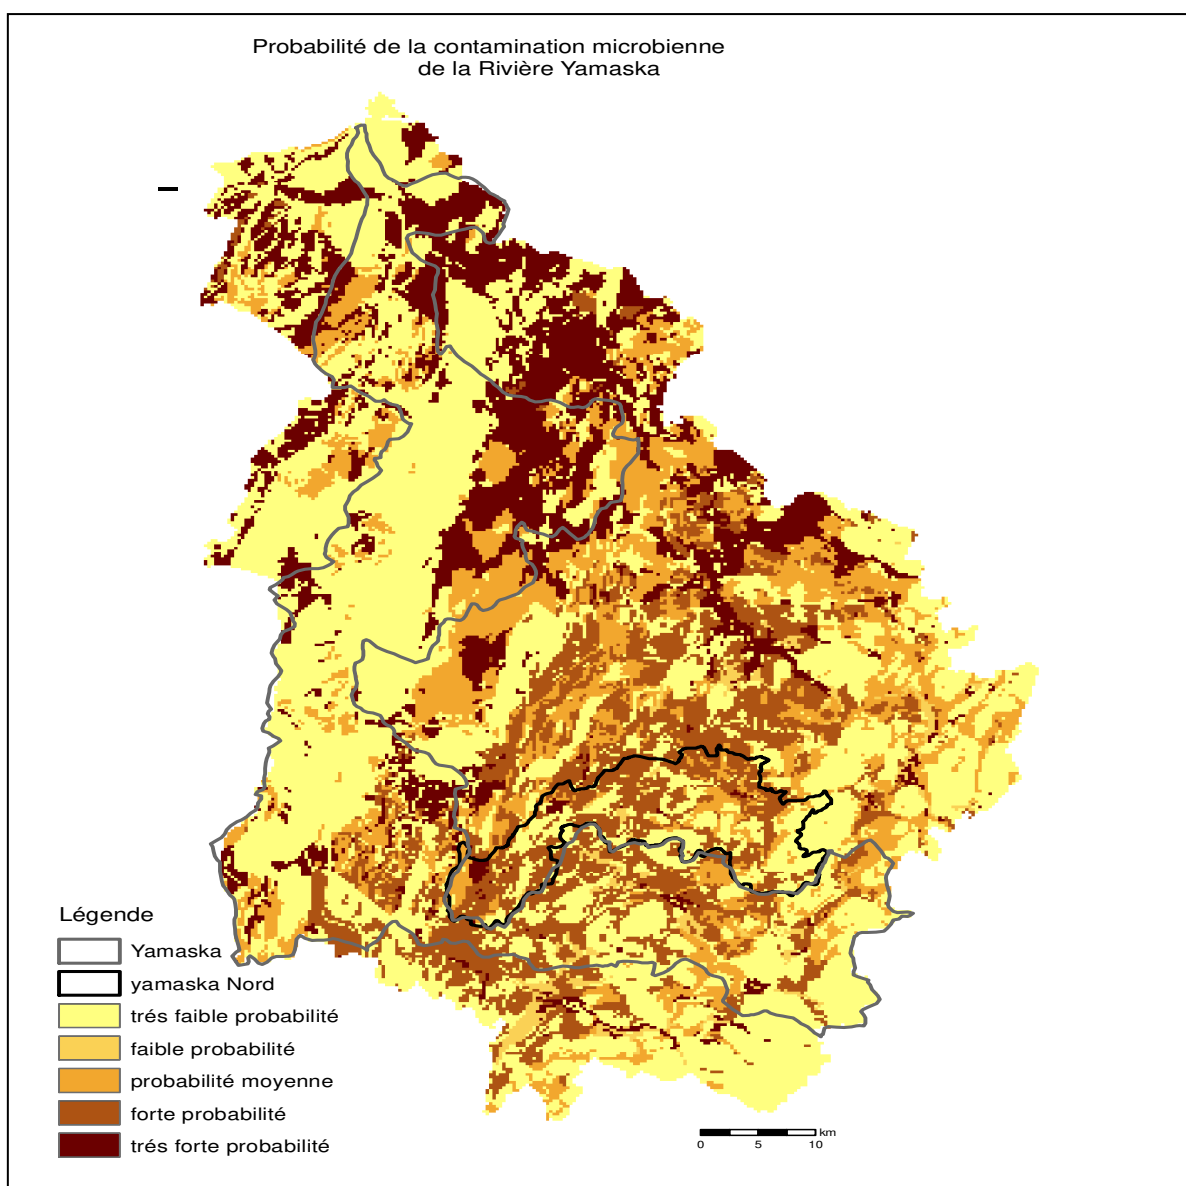 Probabilité de la contamination microbienne
de la Rivière Yamaska
Légende
Yamaska
yamaska Nord
trés faible probabilité
faible probabilité
probabilité moyenne
forte probabilité
trés forte probabilité
km
0 5 10